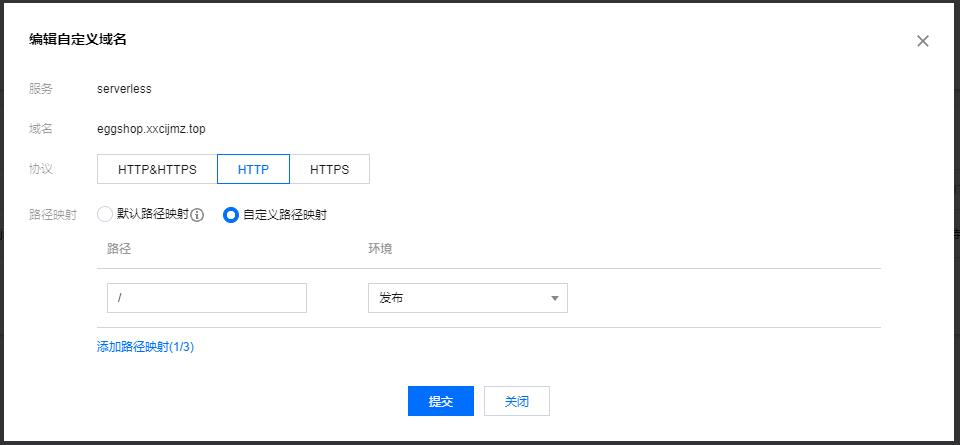 编辑自定义域名
服务 serverless
域名 eggshop.xxcijmz.top
协议 HTTP&HTTPS HTTP HTTPS
路径映射 默认路径映射 自定义路径映射
路径 环境
/ 发布
添加路径映射(1/3)
提交 关闭